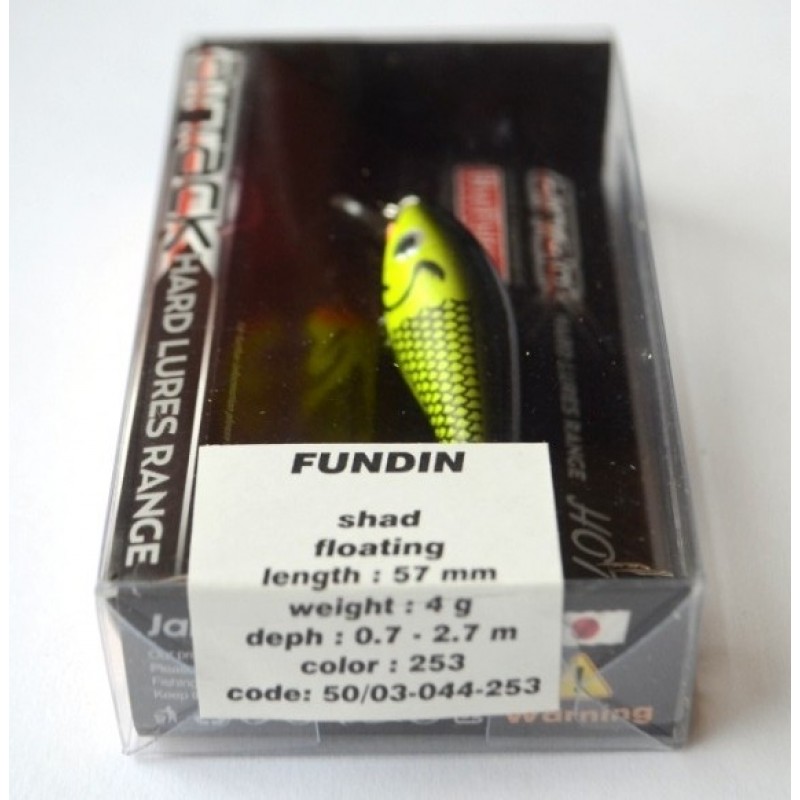 HARD LURES RANGE
HARD LURES RANGE
FUNDIN
shad
floating
length : 57 mm
weight : 4 g
deph : 0.7 - 2.7 m
color : 253
code: 50/03-044-253
Warning